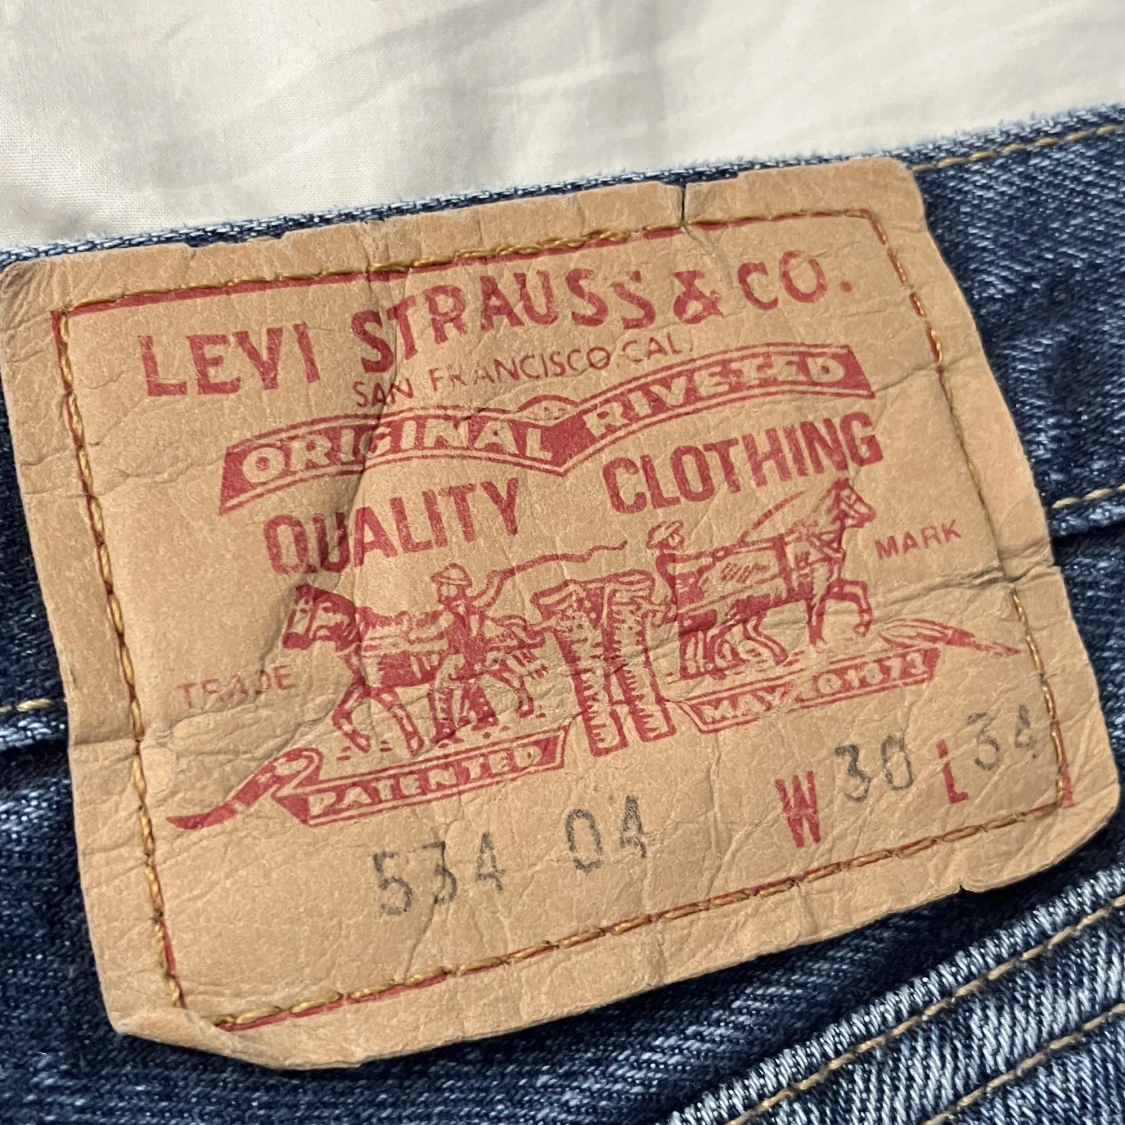 LEVI STRAUSS & CO.
SAN FRANCISCO CAL.
ORIGINAL RIVETED
QUALITY CLOTHING
TRADE MARK
PATENTED MAY 20 1873
534 04 W 30 L 34